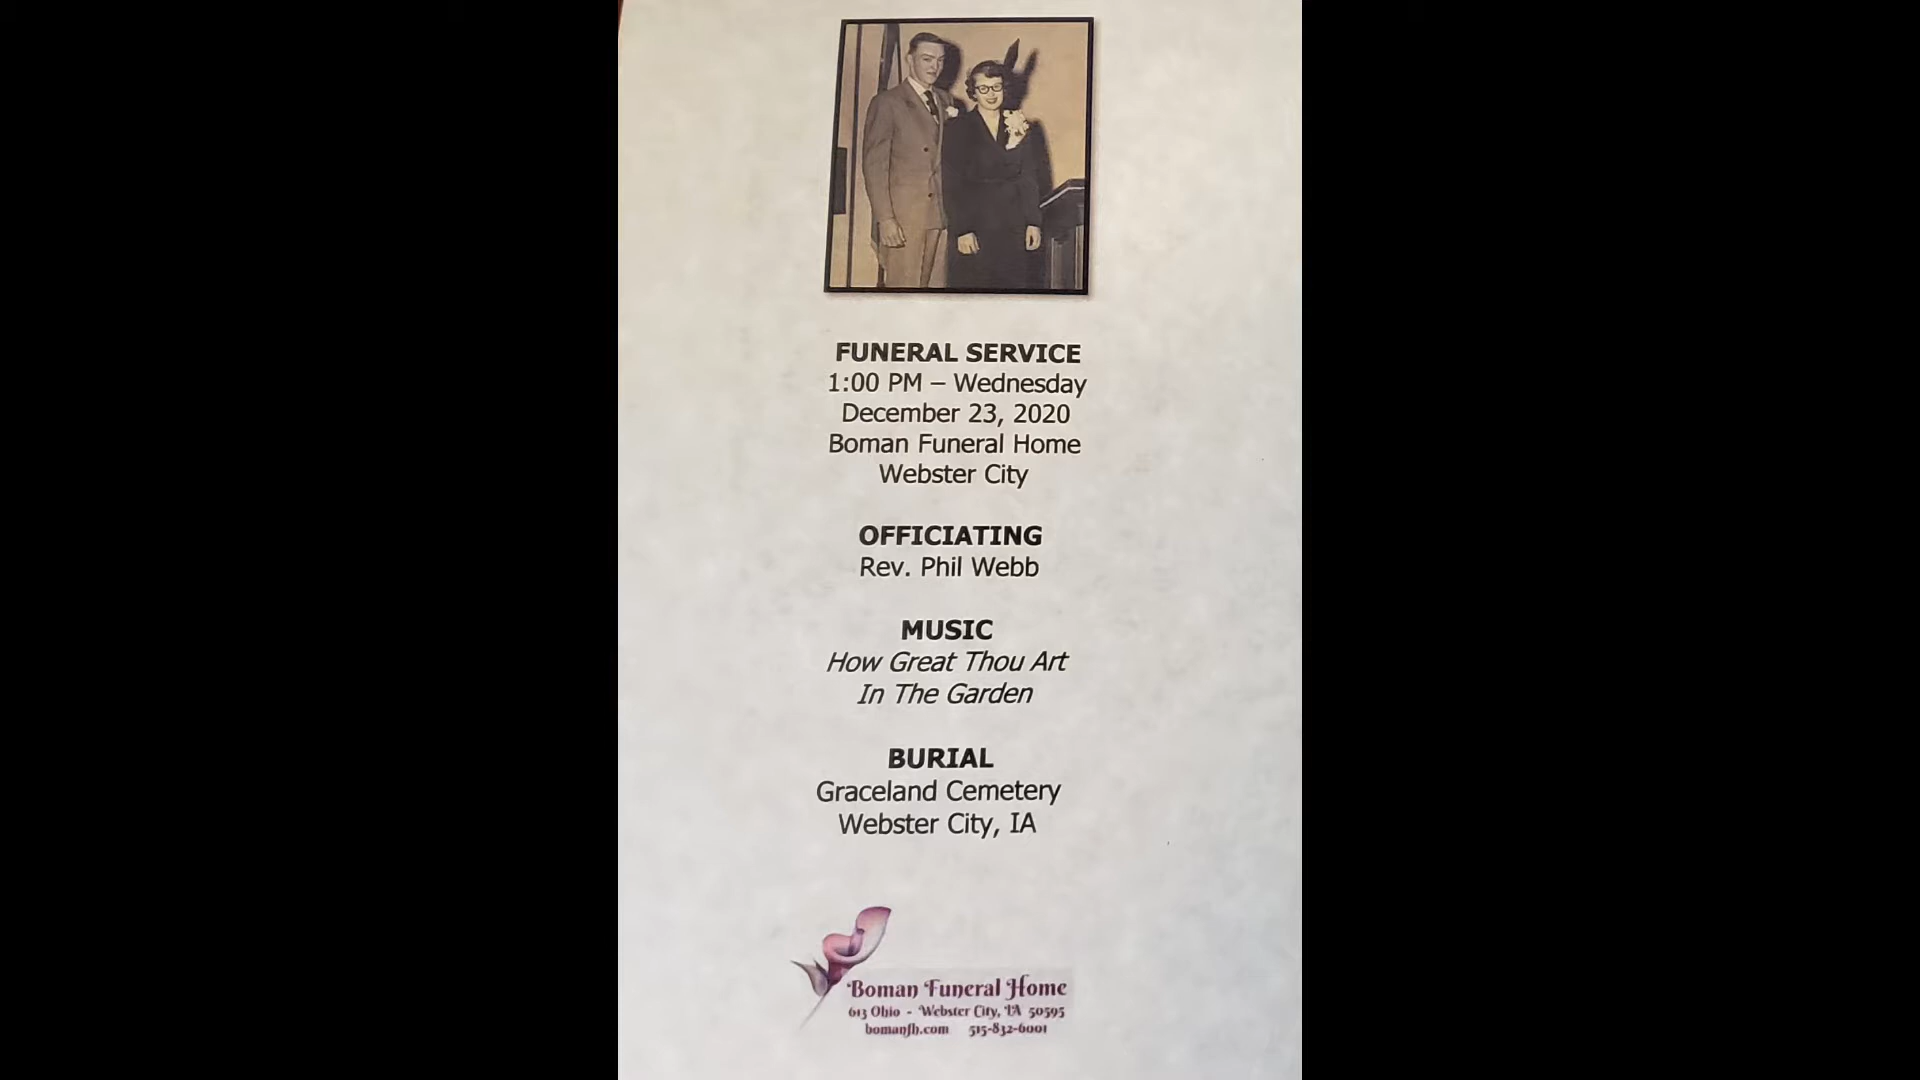 FUNERAL SERVICE
1:00 PM – Wednesday
December 23, 2020
Boman Funeral Home
Webster City
OFFICIATING
Rev. Phil Webb
MUSIC
How Great Thou Art
In The Garden
BURIAL
Graceland Cemetery
Webster City, IA
Boman Funeral Home
613 Ohio - Webster City, IA 50595
bomanfh.com 515-832-6001